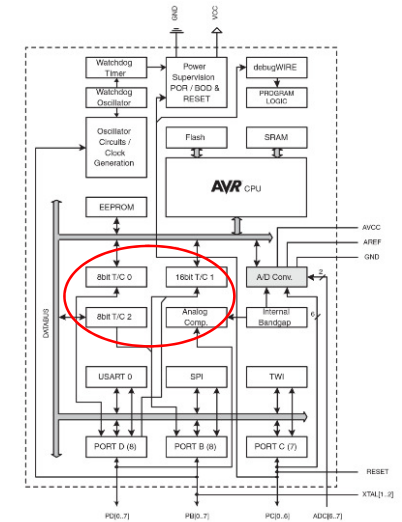 GND
VCC
Watchdog
Timer
Power
Supervision
POR / BOD &
RESET
debugWIRE
Watchdog
Oscillator
PROGRAM
LOGIC
Oscillator
Circuits /
Clock
Generation
Flash
SRAM
AVR CPU
EEPROM
AVCC
AREF
GND
8bit T/C 0
16bit T/C 1
A/D Conv.
2
DATABUS
8bit T/C 2
Analog
Comp.
Internal
Bandgap
6
USART 0
SPI
TWI
PORT D (8)
PORT B (8)
PORT C (7)
RESET
XTAL[1..2]
PD[0..7]
PB[0..7]
PC[0..6]
ADC[6..7]